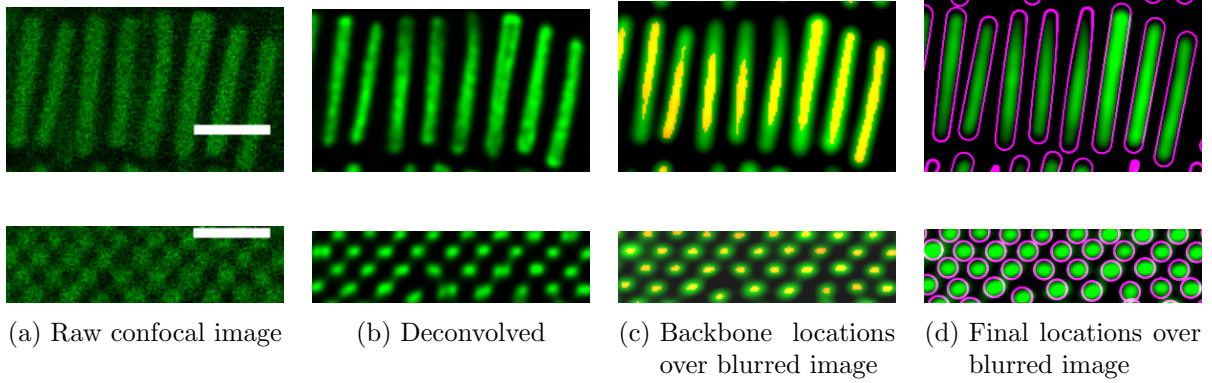 (a) Raw confocal image
(b) Deconvolved
(c) Backbone locations
over blurred image
(d) Final locations over
blurred image